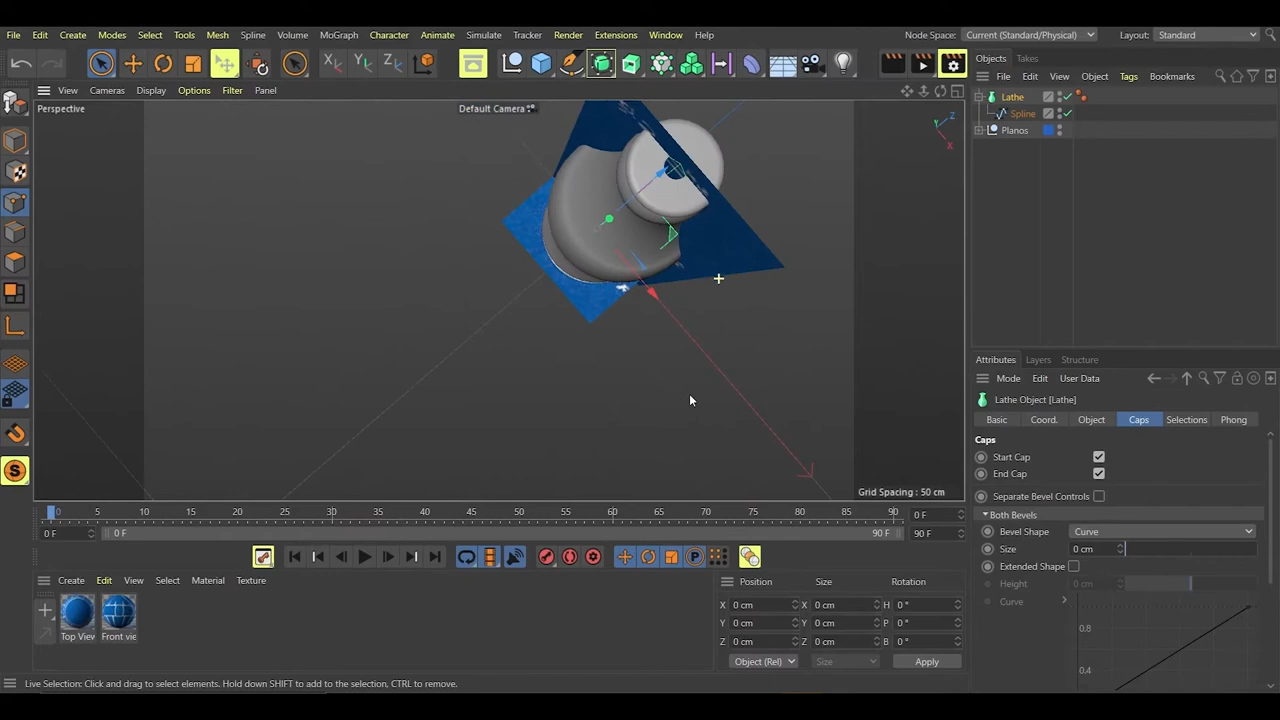 File Edit Create Modes Select Tools Mesh Spline Volume MoGraph Character Animate Simulate Tracker Render Extensions Window Help Node Space: Current (Standard/Physical) Layout: Standard
X Y Z
Objects Scenes
File Edit View Object Tags Bookmarks
View Cameras Display Options Filter Panel
Perspective Default Camera
Lathe
Spline
Planos
Y Z
X
Attributes Layers Structure
Mode Edit User Data
Lathe Object [Lathe]
Basic Coord. Object Caps Selections Phong
Caps
Start Cap
End Cap
Grid Spacing : 50 cm
Separate Bevel Controls
Both Bevels
0 5 10 15 20 25 30 35 40 45 50 55 60 65 70 75 80 85 90 0 F
Bevel Shape Curve
0 F 0 F 90 F 90 F
Size 0 cm
Extended Shape
Height 0 cm
Curve
0.8
0.4
Create Edit View Select Material Texture
Top View Front vie
Position Size Rotation
X 0 cm X 0 cm H 0 °
Y 0 cm Y 0 cm P 0 °
Z 0 cm Z 0 cm B 0 °
Object (Rel) Size Apply
Live Selection: Click and drag to select elements. Hold down SHIFT to add to the selection, CTRL to remove.